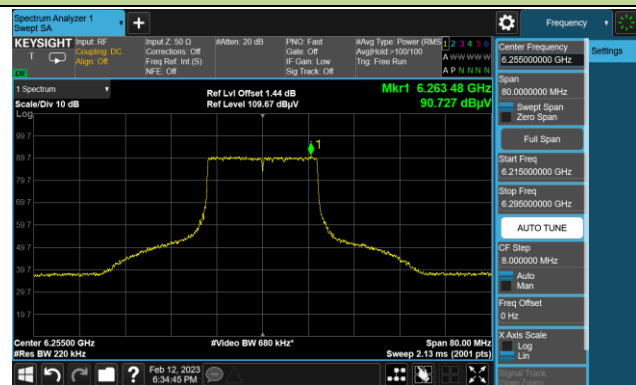 Spectrum Analyzer 1
Swept SA
Frequency
KEYSIGHT
Input: RF
Coupling: DC
Align: Off
Input Z: 50 Ω
Corrections: Off
Freq Ref: Int (S)
NFE: Off
#Atten: 20 dB
PNO: Fast
Gate: Off
IF Gain: Low
Sig Track: Off
#Avg Type: Power (RMS
Avg|Hold:>100/100
Trig: Free Run
1 2 3 4 5 6
A W W W W W
A P N N N N
1 Spectrum
Scale/Div 10 dB
Log
Ref Lvl Offset 1.44 dB
Ref Level 109.67 dBµV
Mkr1 6.263 48 GHz
90.727 dBµV
1
99.7
89.7
79.7
69.7
59.7
49.7
39.7
29.7
19.7
Center 6.25500 GHz
#Res BW 220 kHz
#Video BW 680 kHz*
Span 80.00 MHz
Sweep 2.13 ms (2001 pts)
Feb 12, 2023
6:34:45 PM
Center Frequency
6.255000000 GHz
Span
80.0000000 MHz
Swept Span
Zero Span
Full Span
Start Freq
6.215000000 GHz
Stop Freq
6.295000000 GHz
AUTO TUNE
CF Step
8.000000 MHz
Auto
Man
Freq Offset
0 Hz
X Axis Scale
Log
Lin
Signal Track
(Span Zoom)
Settings